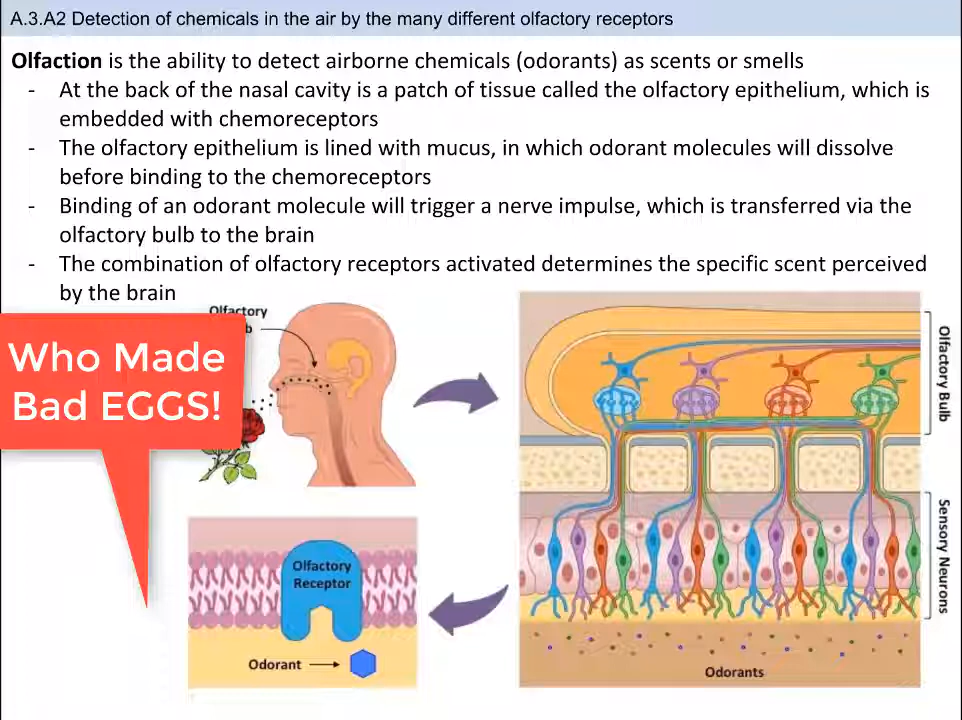 A.3.A2 Detection of chemicals in the air by the many different olfactory receptors
Olfaction is the ability to detect airborne chemicals (odorants) as scents or smells
- At the back of the nasal cavity is a patch of tissue called the olfactory epithelium, which is
embedded with chemoreceptors
- The olfactory epithelium is lined with mucus, in which odorant molecules will dissolve
before binding to the chemoreceptors
- Binding of an odorant molecule will trigger a nerve impulse, which is transferred via the
olfactory bulb to the brain
- The combination of olfactory receptors activated determines the specific scent perceived
by the brain
Olfactory
Who Made
Bad EGGS!
Olfactory Bulb
Sensory Neurons
Odorants
Olfactory
Receptor
Odorant